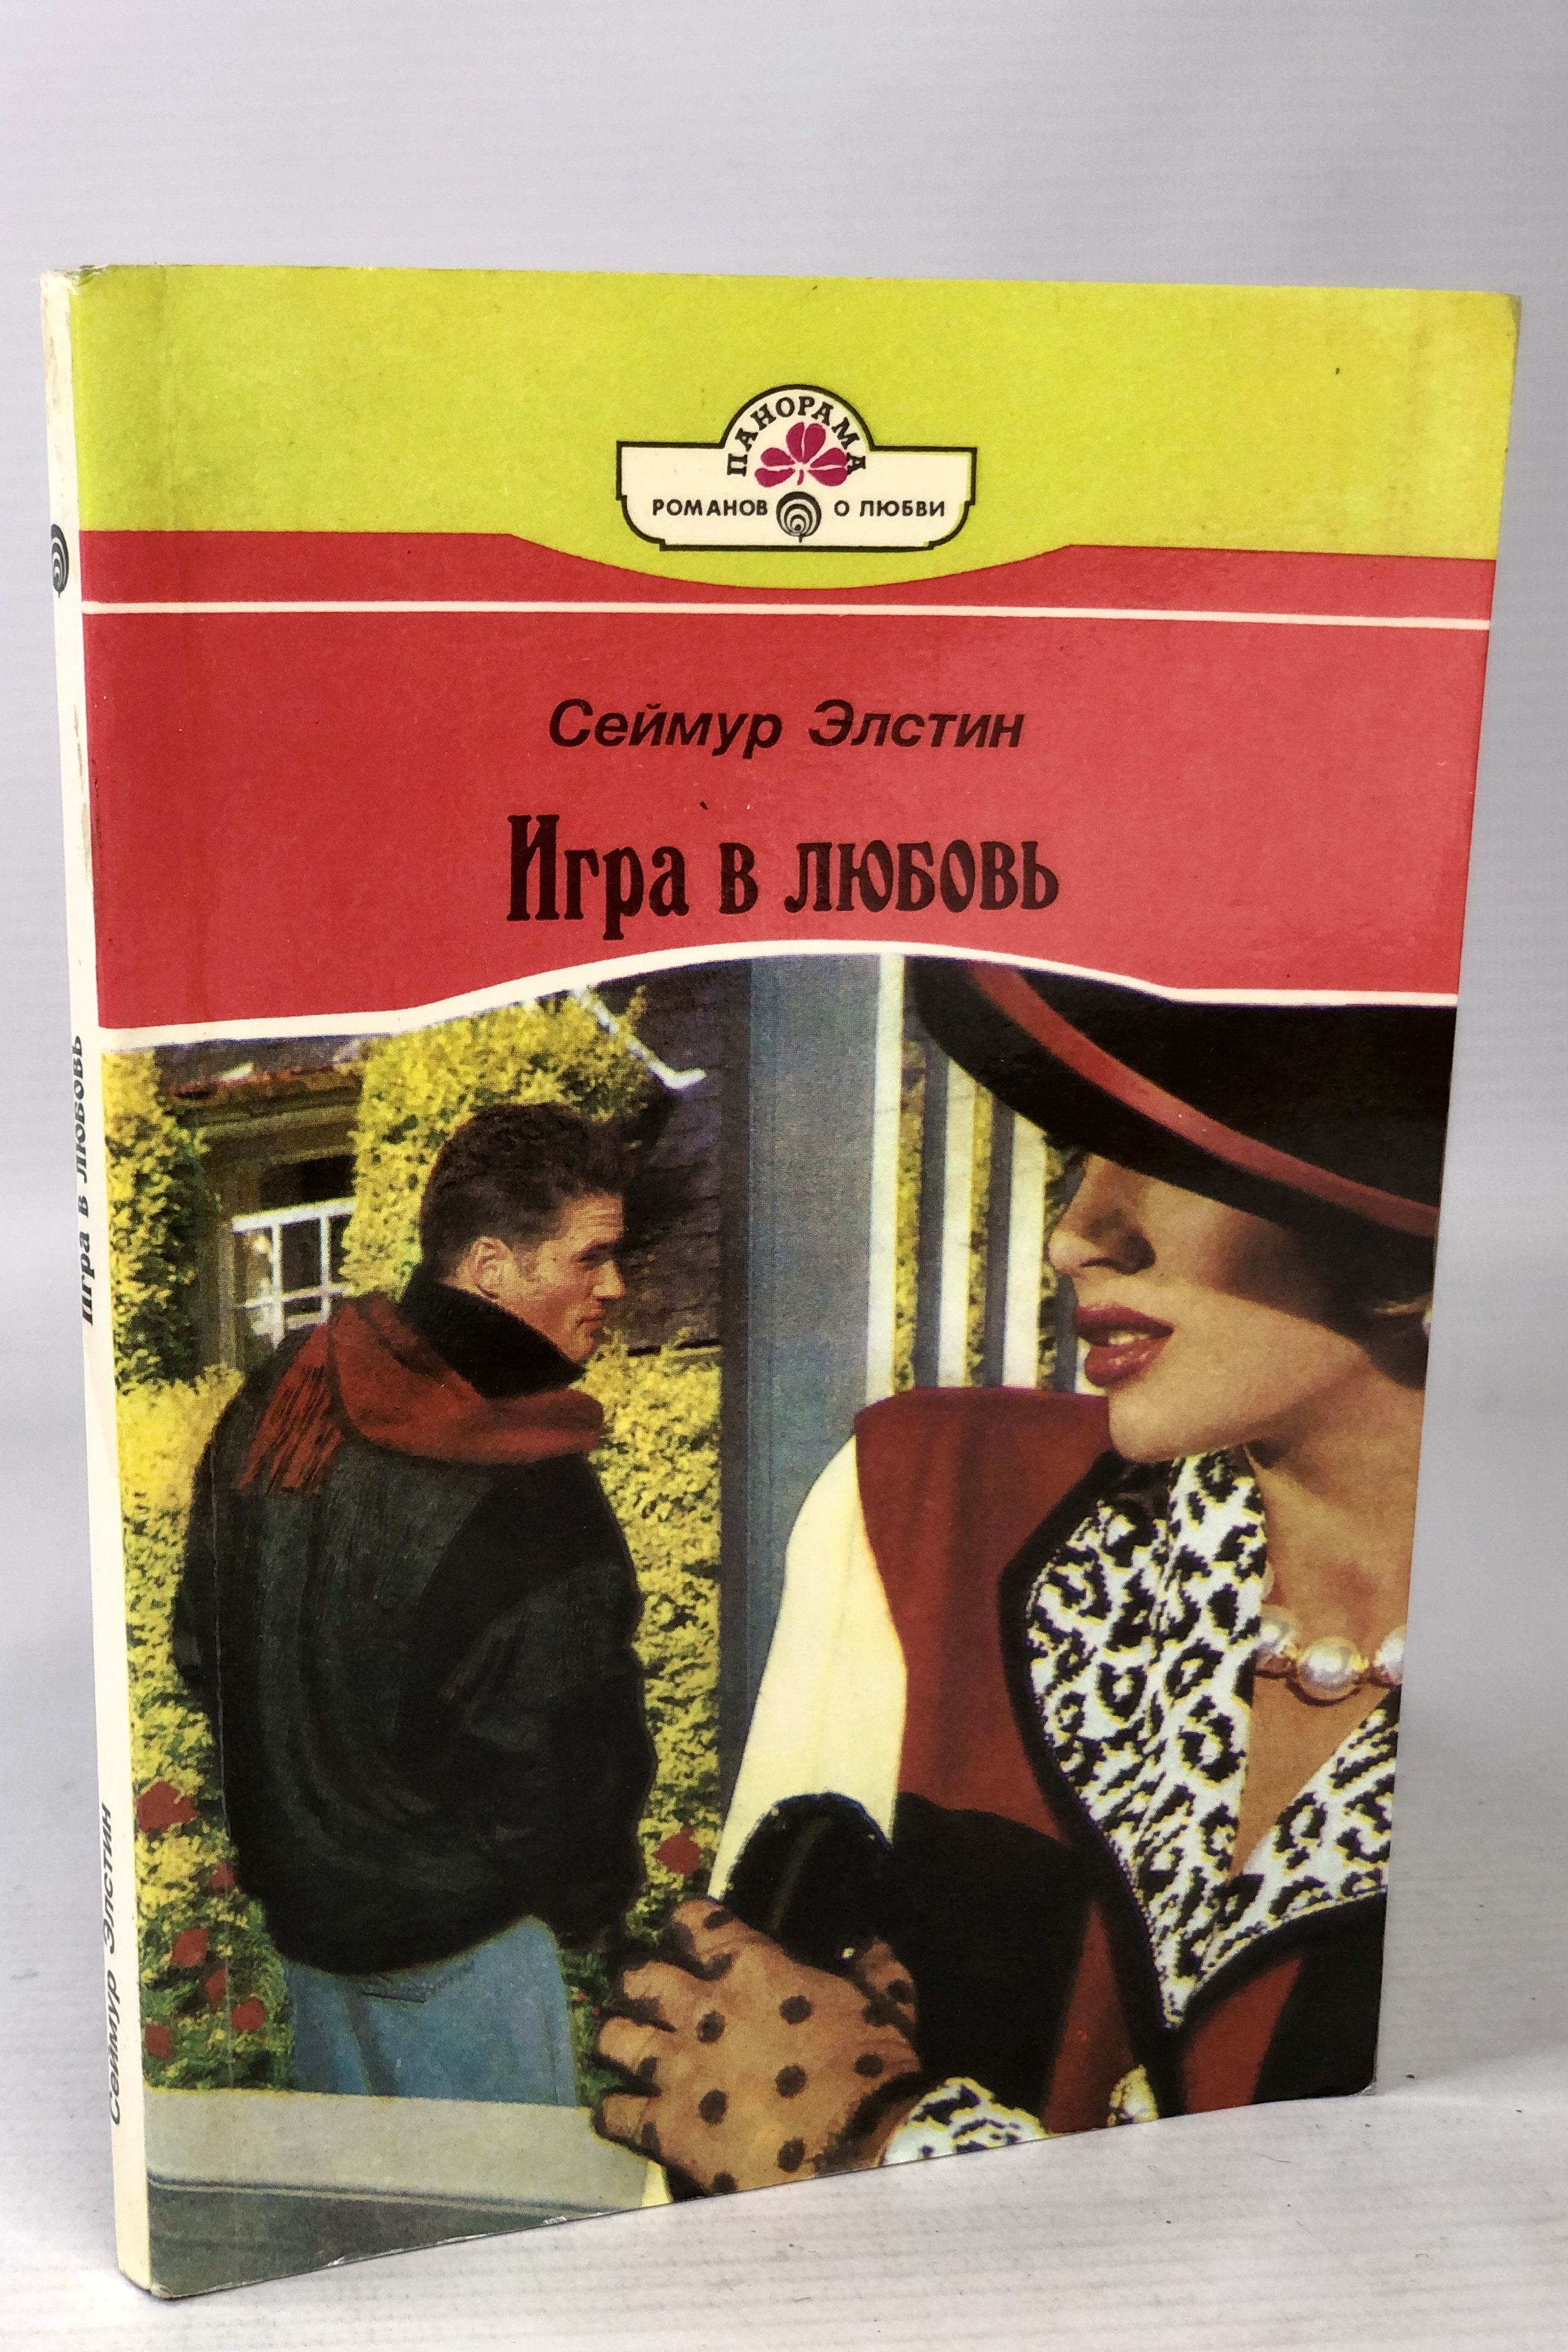 ПАНОРАМА
РОМАНОВ О ЛЮБВИ
Сеймур Элстин
Игра в любовь
Игра в любовь
Сеймур Элстин